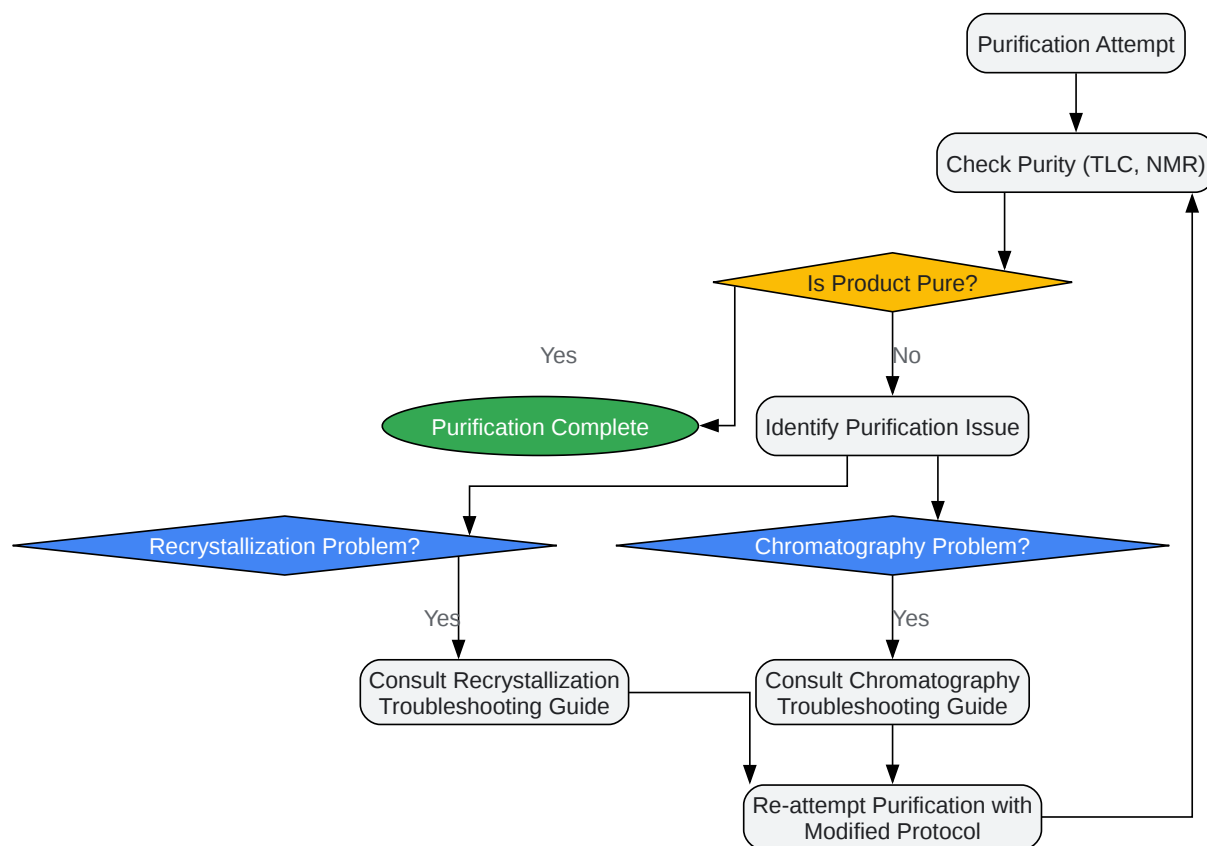 Purification Attempt
Check Purity (TLC, NMR)
Is Product Pure?
Yes
No
Purification Complete
Identify Purification Issue
Recrystallization Problem?
Chromatography Problem?
Yes
Yes
Consult Recrystallization
Troubleshooting Guide
Consult Chromatography
Troubleshooting Guide
Re-attempt Purification with
Modified Protocol